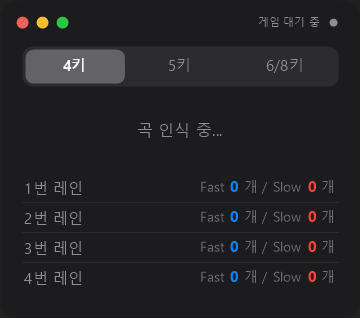 게임 대기 중
4키 5키 6/8키
곡 인식 중...
1번 레인 Fast 0 개 / Slow 0 개
2번 레인 Fast 0 개 / Slow 0 개
3번 레인 Fast 0 개 / Slow 0 개
4번 레인 Fast 0 개 / Slow 0 개